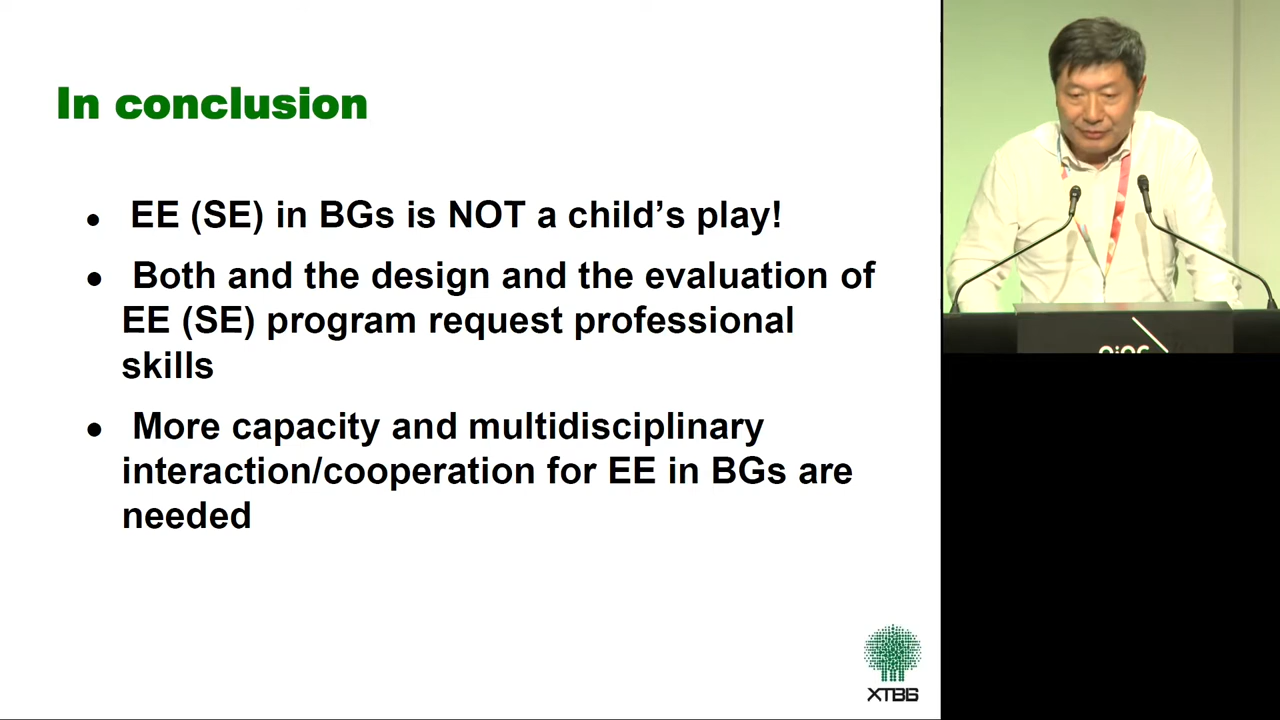 In conclusion
● EE (SE) in BGs is NOT a child’s play!
● Both and the design and the evaluation of
EE (SE) program request professional
skills
● More capacity and multidisciplinary
interaction/cooperation for EE in BGs are
needed
XTBG